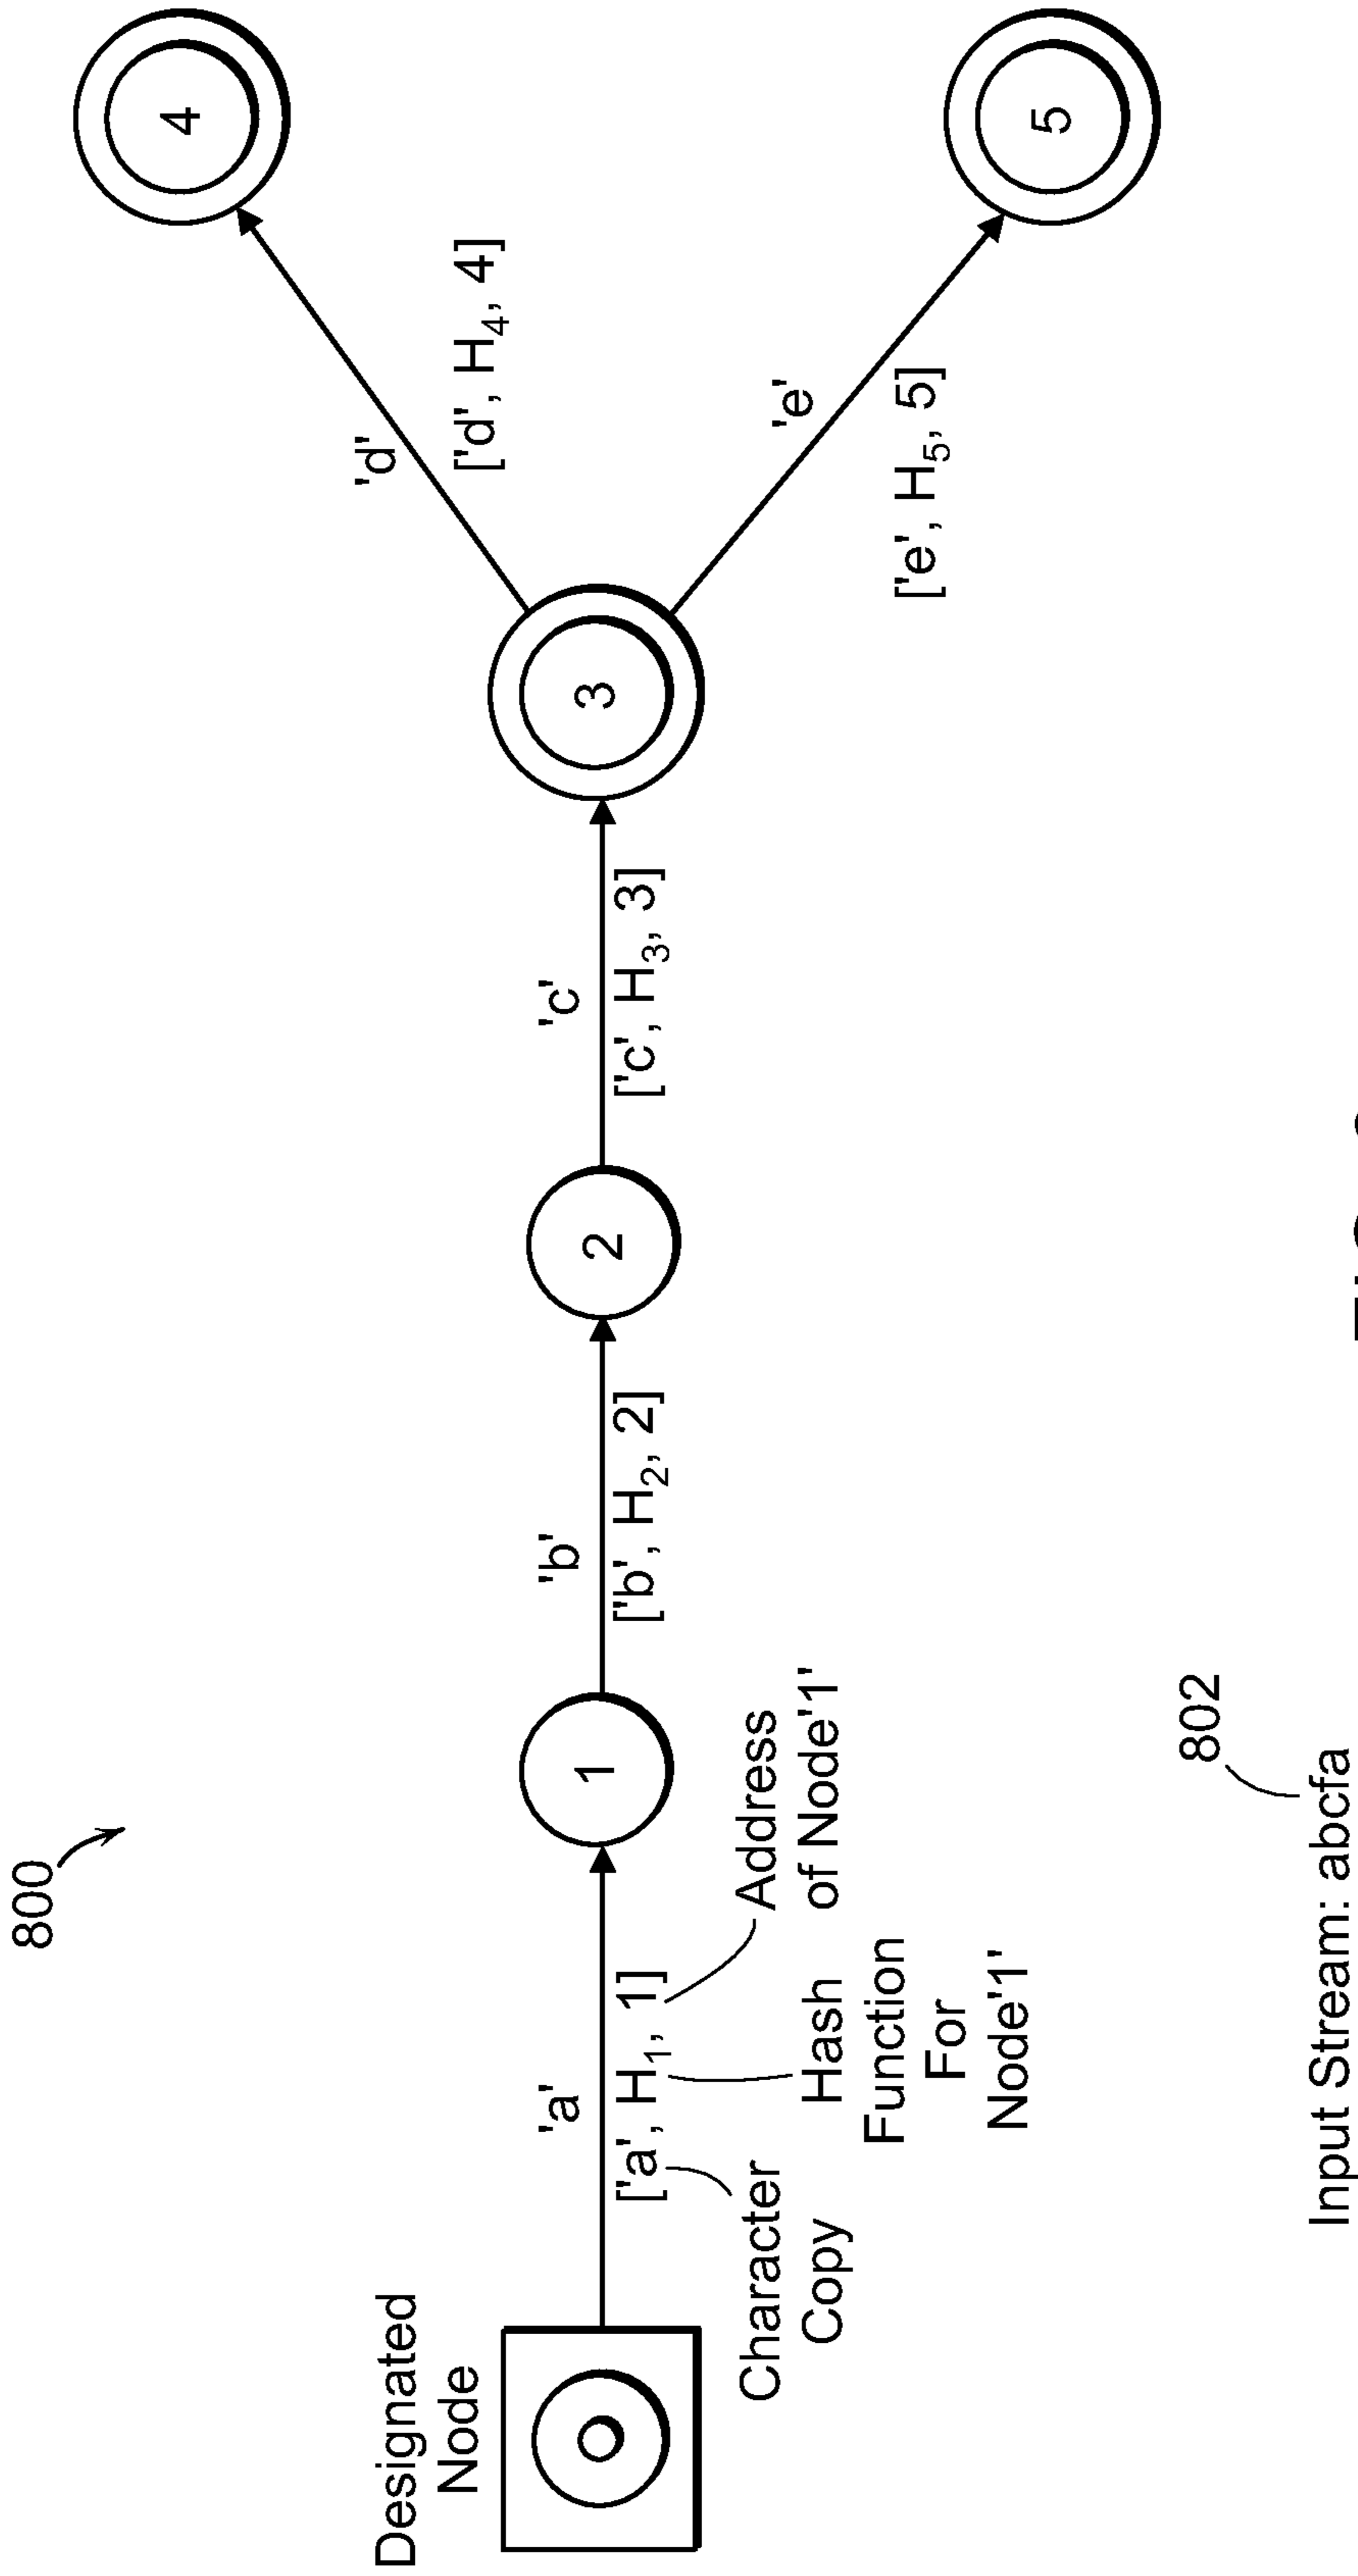 800
4
'd'
Designated
Node
['d', H₄, 4]
'a'
'b'
'c'
1
2
3
['a', H₁, 1]
['b', H₂, 2]
['c', H₃, 3]
Character
Copy
Hash
Function
For
Node'1'
Address
of Node'1'
'e'
['e', H₅, 5]
5
802
Input Stream: abcfa